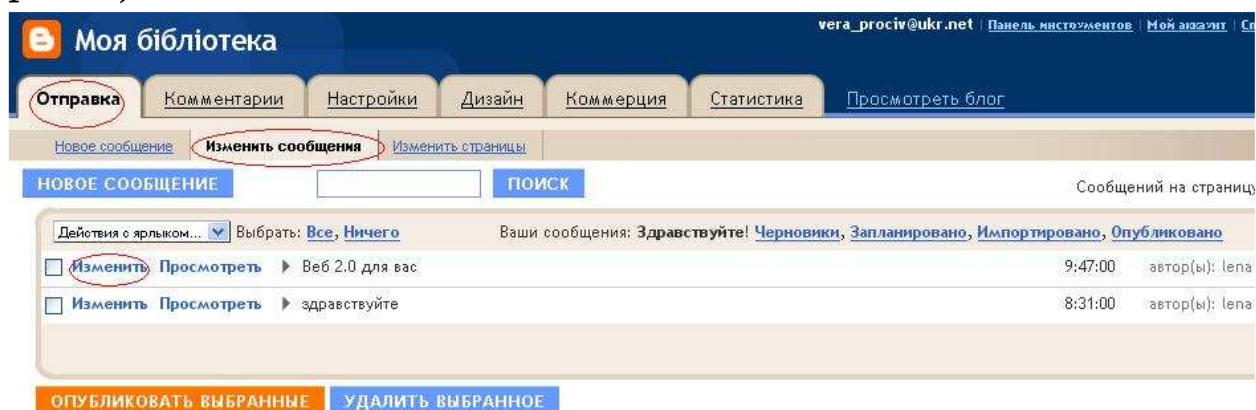 vera_prociv@ukr.net | Панель инструментов | Мой аккаунт |
Моя бібліотека
Отправка Комментарии Настройки Дизайн Коммерция Статистика Просмотреть блог
Новое сообщение Изменить сообщения Изменить страницы
НОВОЕ СООБЩЕНИЕ ПОИСК Сообщений на страницу
Действия с ярлыком... Выбрать: Все, Ничего Ваши сообщения: Здравствуйте! Черновики, Запланировано, Импортировано, Опубликовано
Изменить Просмотреть Веб 2.0 для вас 9:47:00 автор(ы): lena
Изменить Просмотреть здравствуйте 8:31:00 автор(ы): lena
ОПУБЛИКОВАТЬ ВЫБРАННЫЕ УДАЛИТЬ ВЫБРАННОЕ